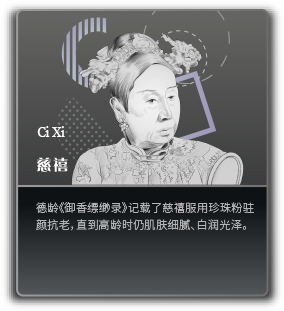 Ci Xi
慈禧
德龄《御香缥缈录》记载了慈禧服用珍珠粉驻
颜抗老，直到高龄时仍肌肤细腻、白润光泽。